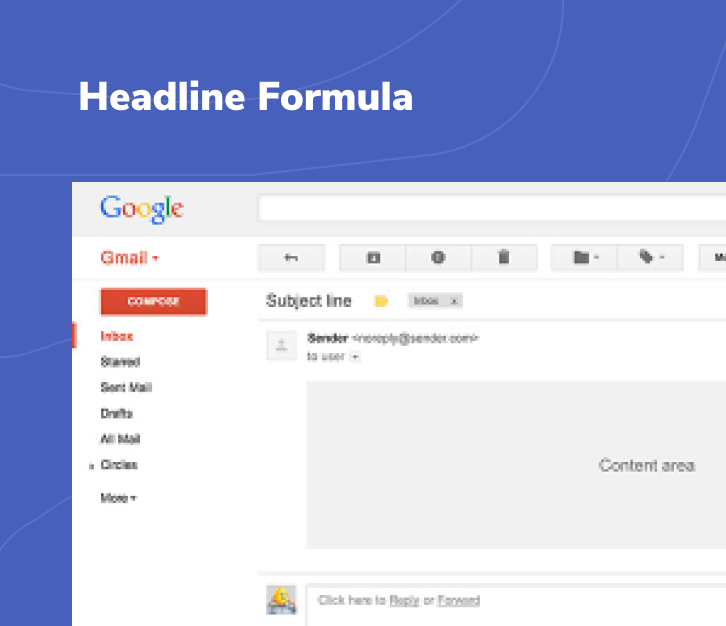 Headline Formula
Google
Gmail
COMPOSE
Inbox
Starred
Sent Mail
Drafts
All Mail
Circles
More
Subject line
Inbox x
Sender <noreply@sender.com>
to user
Content area
Click here to Reply or Forward